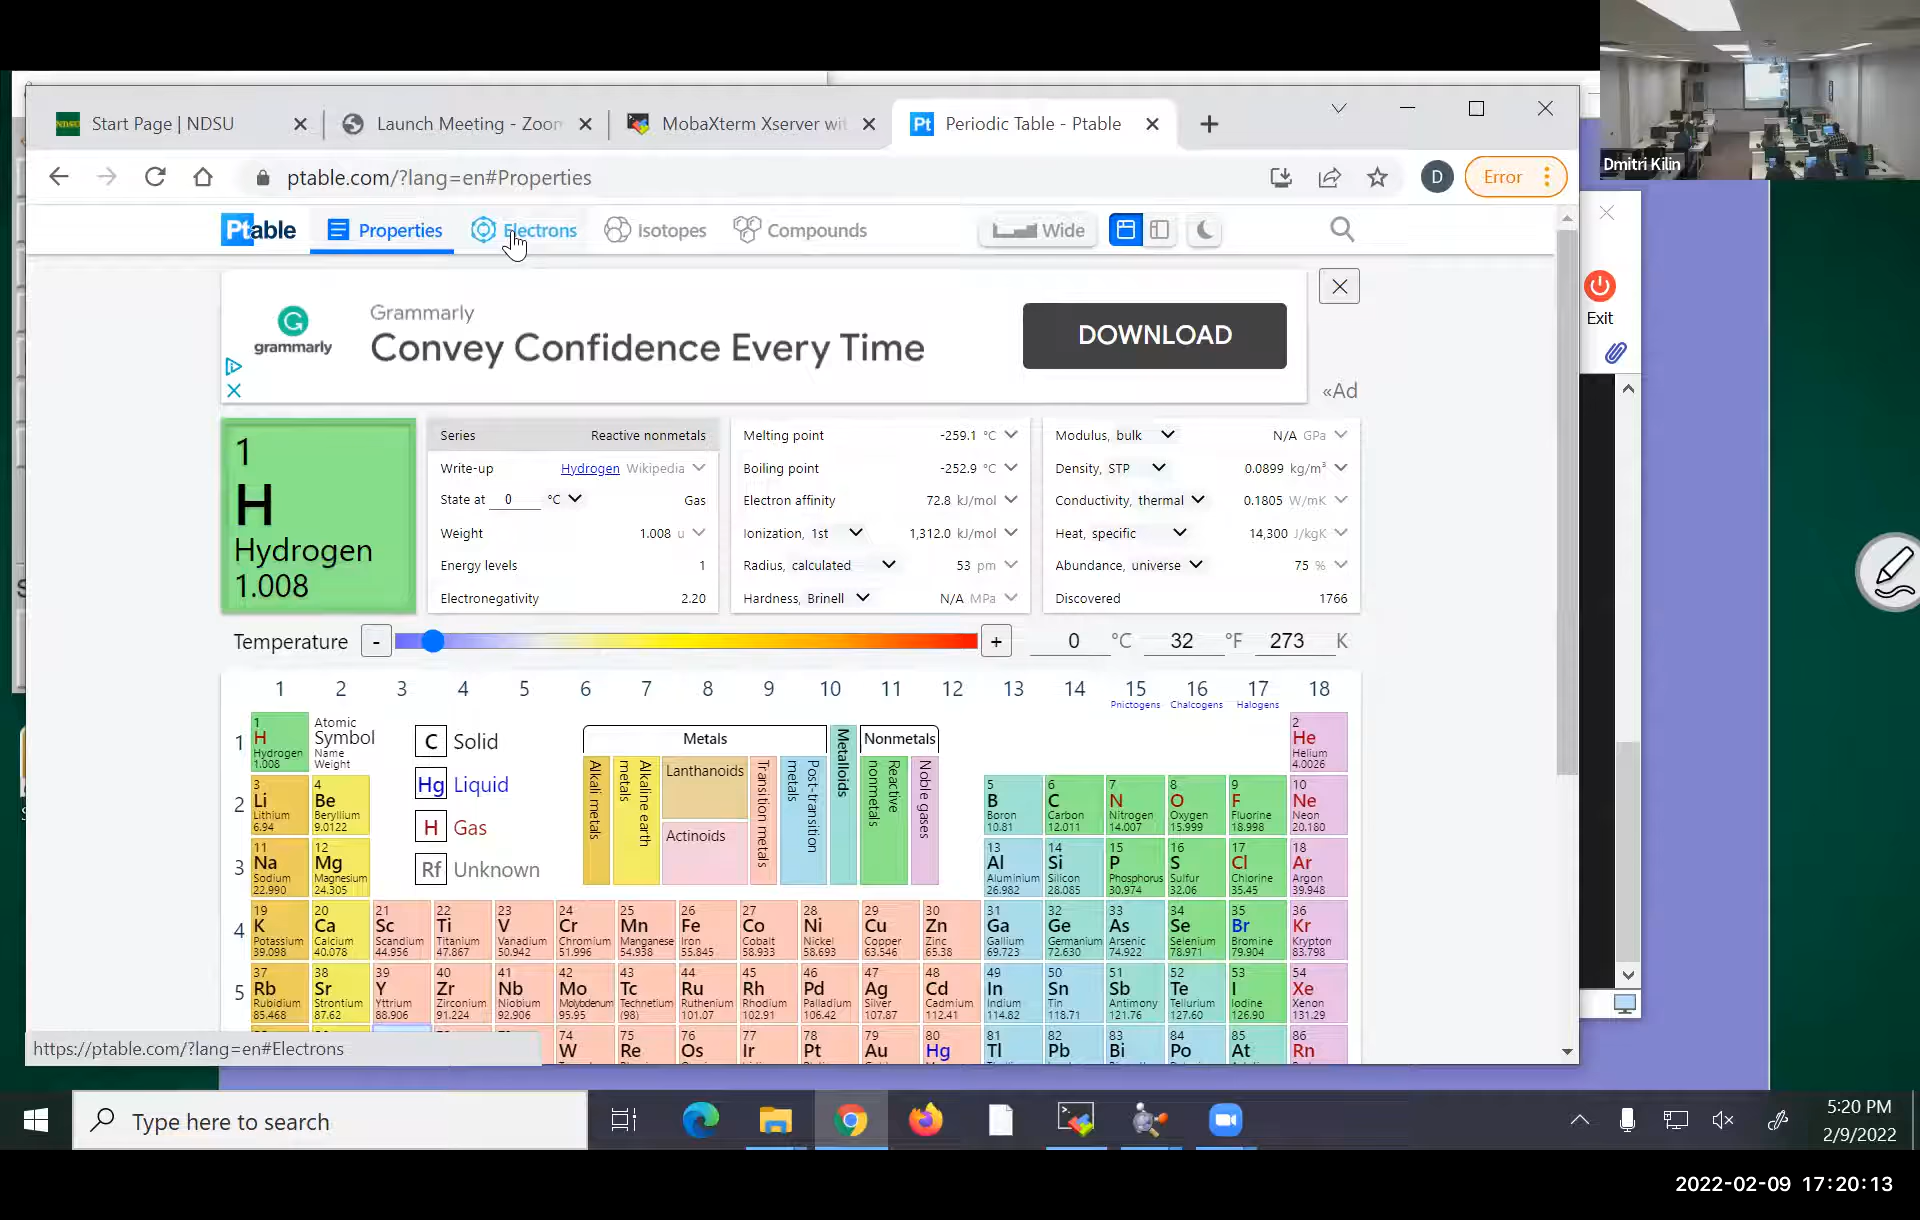 Dmitri Kilin
Start Page | NDSU
Launch Meeting - Zoom
MobaXterm Xserver wit
Periodic Table - Ptable
ptable.com/?lang=en#Properties
D
Error
Ptable
Properties
Electrons
Isotopes
Compounds
Wide
Exit
grammarly
Grammarly
Convey Confidence Every Time
DOWNLOAD
«Ad
1
H
Hydrogen
1.008
Series Reactive nonmetals
Write-up Hydrogen Wikipedia
State at 0 °C Gas
Weight 1.008 u
Energy levels 1
Electronegativity 2.20
Melting point -259.1 °C
Boiling point -252.9 °C
Electron affinity 72.8 kJ/mol
Ionization, 1st 1,312.0 kJ/mol
Radius, calculated 53 pm
Hardness, Brinell N/A MPa
Modulus, bulk N/A GPa
Density, STP 0.0899 kg/m³
Conductivity, thermal 0.1805 W/mK
Heat, specific 14,300 J/kgK
Abundance, universe 75 %
Discovered 1766
Temperature - + 0 °C 32 °F 273 K
1 2 3 4 5 6 7 8 9 10 11 12 13 14 15 16 17 18
Pnictogens Chalcogens Halogens
1
1 H Hydrogen 1.008
Atomic
Symbol
Name
Weight
C Solid
Hg Liquid
H Gas
Rf Unknown
Metals
Metalloids
Nonmetals
Alkali metals
Alkaline earth metals
Lanthanoids
Actinoids
Transition metals
Post-transition metals
Reactive nonmetals
Noble gases
2 He Helium 4.0026
2
3 Li Lithium 6.94
4 Be Beryllium 9.0122
5 B Boron 10.81
6 C Carbon 12.011
7 N Nitrogen 14.007
8 O Oxygen 15.999
9 F Fluorine 18.998
10 Ne Neon 20.180
3
11 Na Sodium 22.990
12 Mg Magnesium 24.305
13 Al Aluminium 26.982
14 Si Silicon 28.085
15 P Phosphorus 30.974
16 S Sulfur 32.06
17 Cl Chlorine 35.45
18 Ar Argon 39.948
4
19 K Potassium 39.098
20 Ca Calcium 40.078
21 Sc Scandium 44.956
22 Ti Titanium 47.867
23 V Vanadium 50.942
24 Cr Chromium 51.996
25 Mn Manganese 54.938
26 Fe Iron 55.845
27 Co Cobalt 58.933
28 Ni Nickel 58.693
29 Cu Copper 63.546
30 Zn Zinc 65.38
31 Ga Gallium 69.723
32 Ge Germanium 72.630
33 As Arsenic 74.922
34 Se Selenium 78.971
35 Br Bromine 79.904
36 Kr Krypton 83.798
5
37 Rb Rubidium 85.468
38 Sr Strontium 87.62
39 Y Yttrium 88.906
40 Zr Zirconium 91.224
41 Nb Niobium 92.906
42 Mo Molybdenum 95.95
43 Tc Technetium (98)
44 Ru Ruthenium 101.07
45 Rh Rhodium 102.91
46 Pd Palladium 106.42
47 Ag Silver 107.87
48 Cd Cadmium 112.41
49 In Indium 114.82
50 Sn Tin 118.71
51 Sb Antimony 121.76
52 Te Tellurium 127.60
53 I Iodine 126.90
54 Xe Xenon 131.29
74 W
75 Re
76 Os
77 Ir
78 Pt
79 Au
80 Hg
81 Tl
82 Pb
83 Bi
84 Po
85 At
86 Rn
https://ptable.com/?lang=en#Electrons
Type here to search
5:20 PM
2/9/2022
2022-02-09 17:20:13